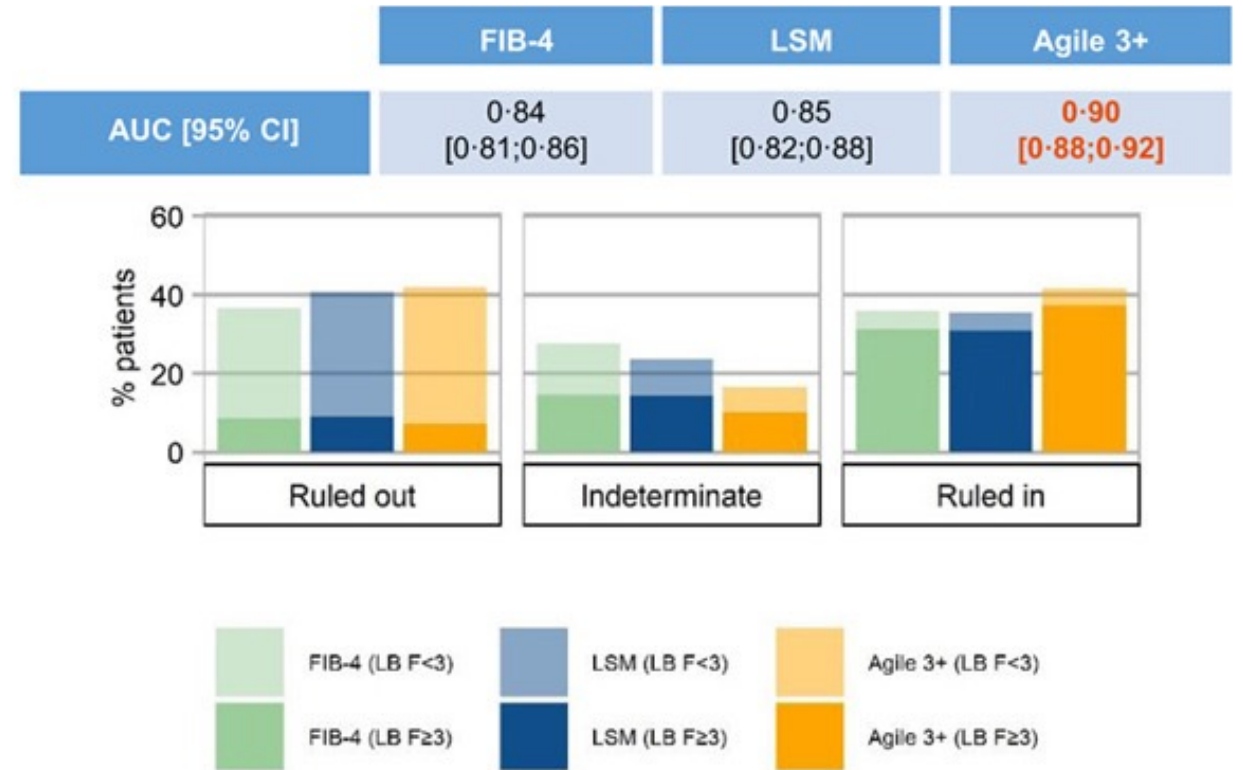 FIB-4 LSM Agile 3+
AUC [95% CI] 0·84 0·85 0·90
[0·81;0·86] [0·82;0·88] [0·88;0·92]
% patients
60
40
20
0
Ruled out Indeterminate Ruled in
FIB-4 (LB F<3) LSM (LB F<3) Agile 3+ (LB F<3)
FIB-4 (LB F≥3) LSM (LB F≥3) Agile 3+ (LB F≥3)